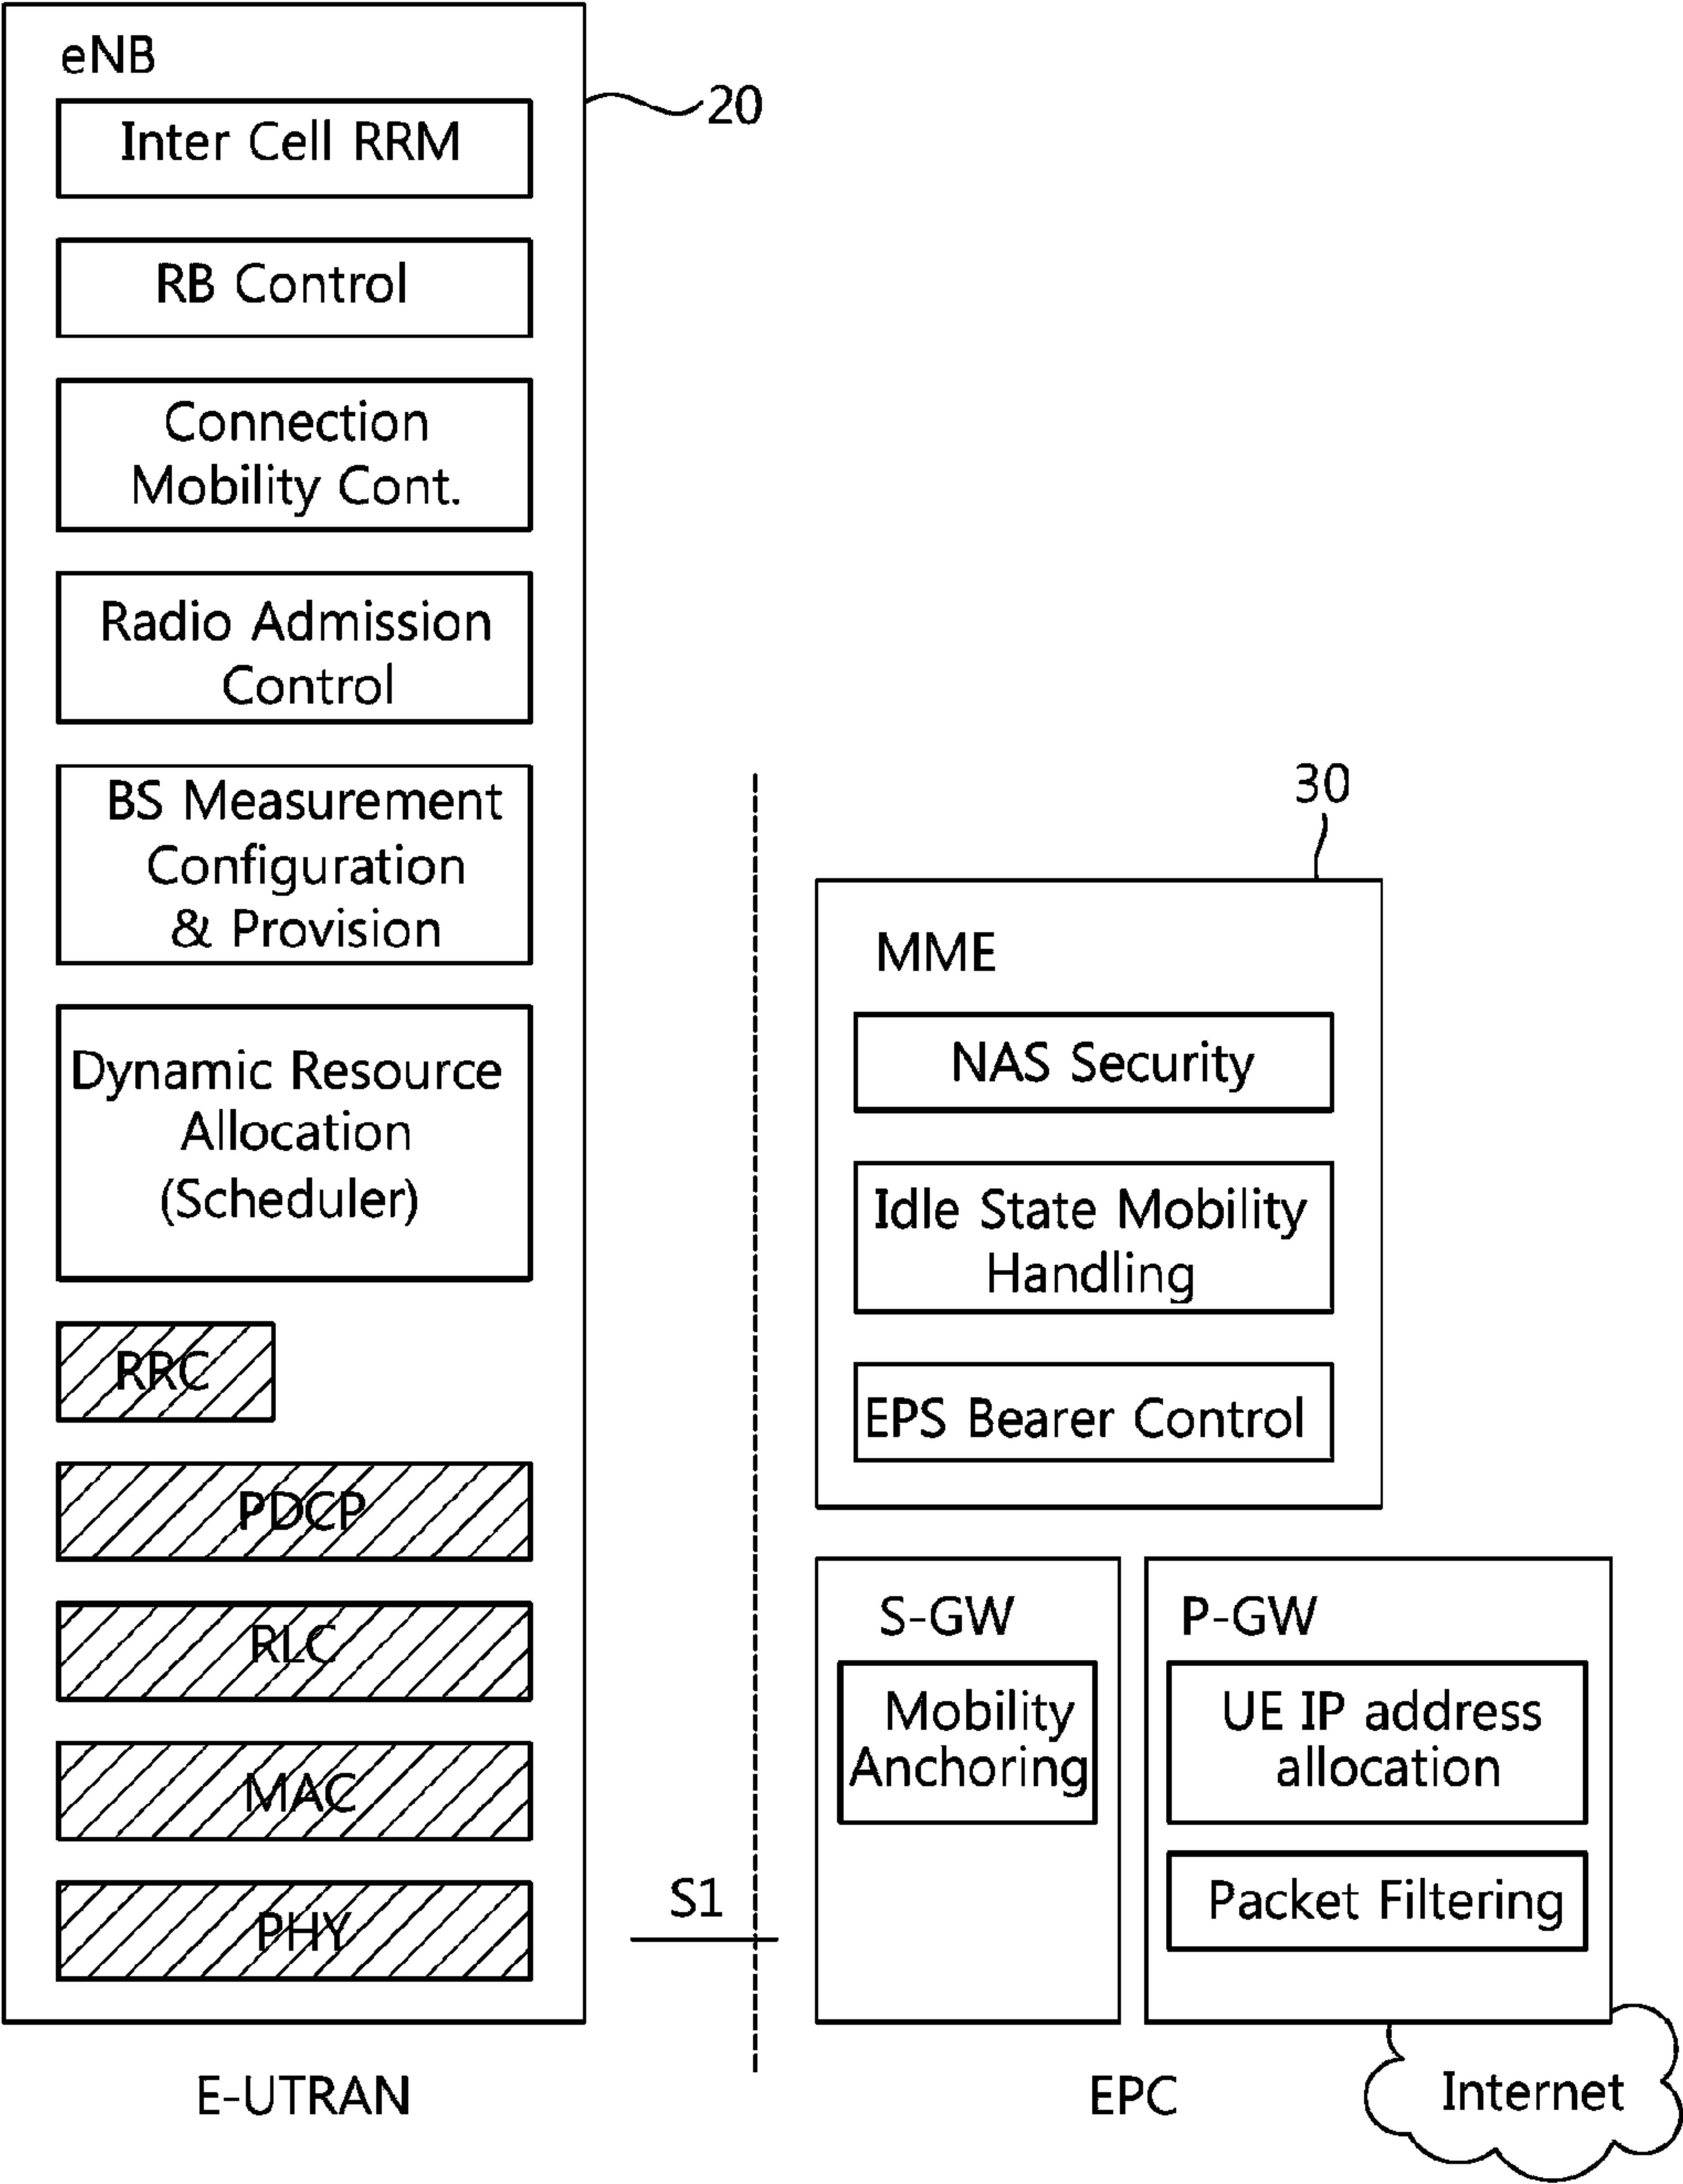 eNB
20
Inter Cell RRM
RB Control
Connection
Mobility Cont.
Radio Admission
Control
BS Measurement
Configuration
& Provision
Dynamic Resource
Allocation
(Scheduler)
RRC
PDCP
RLC
MAC
PHY
S1
E-UTRAN
30
MME
NAS Security
Idle State Mobility
Handling
EPS Bearer Control
S-GW
Mobility
Anchoring
P-GW
UE IP address
allocation
Packet Filtering
EPC
Internet